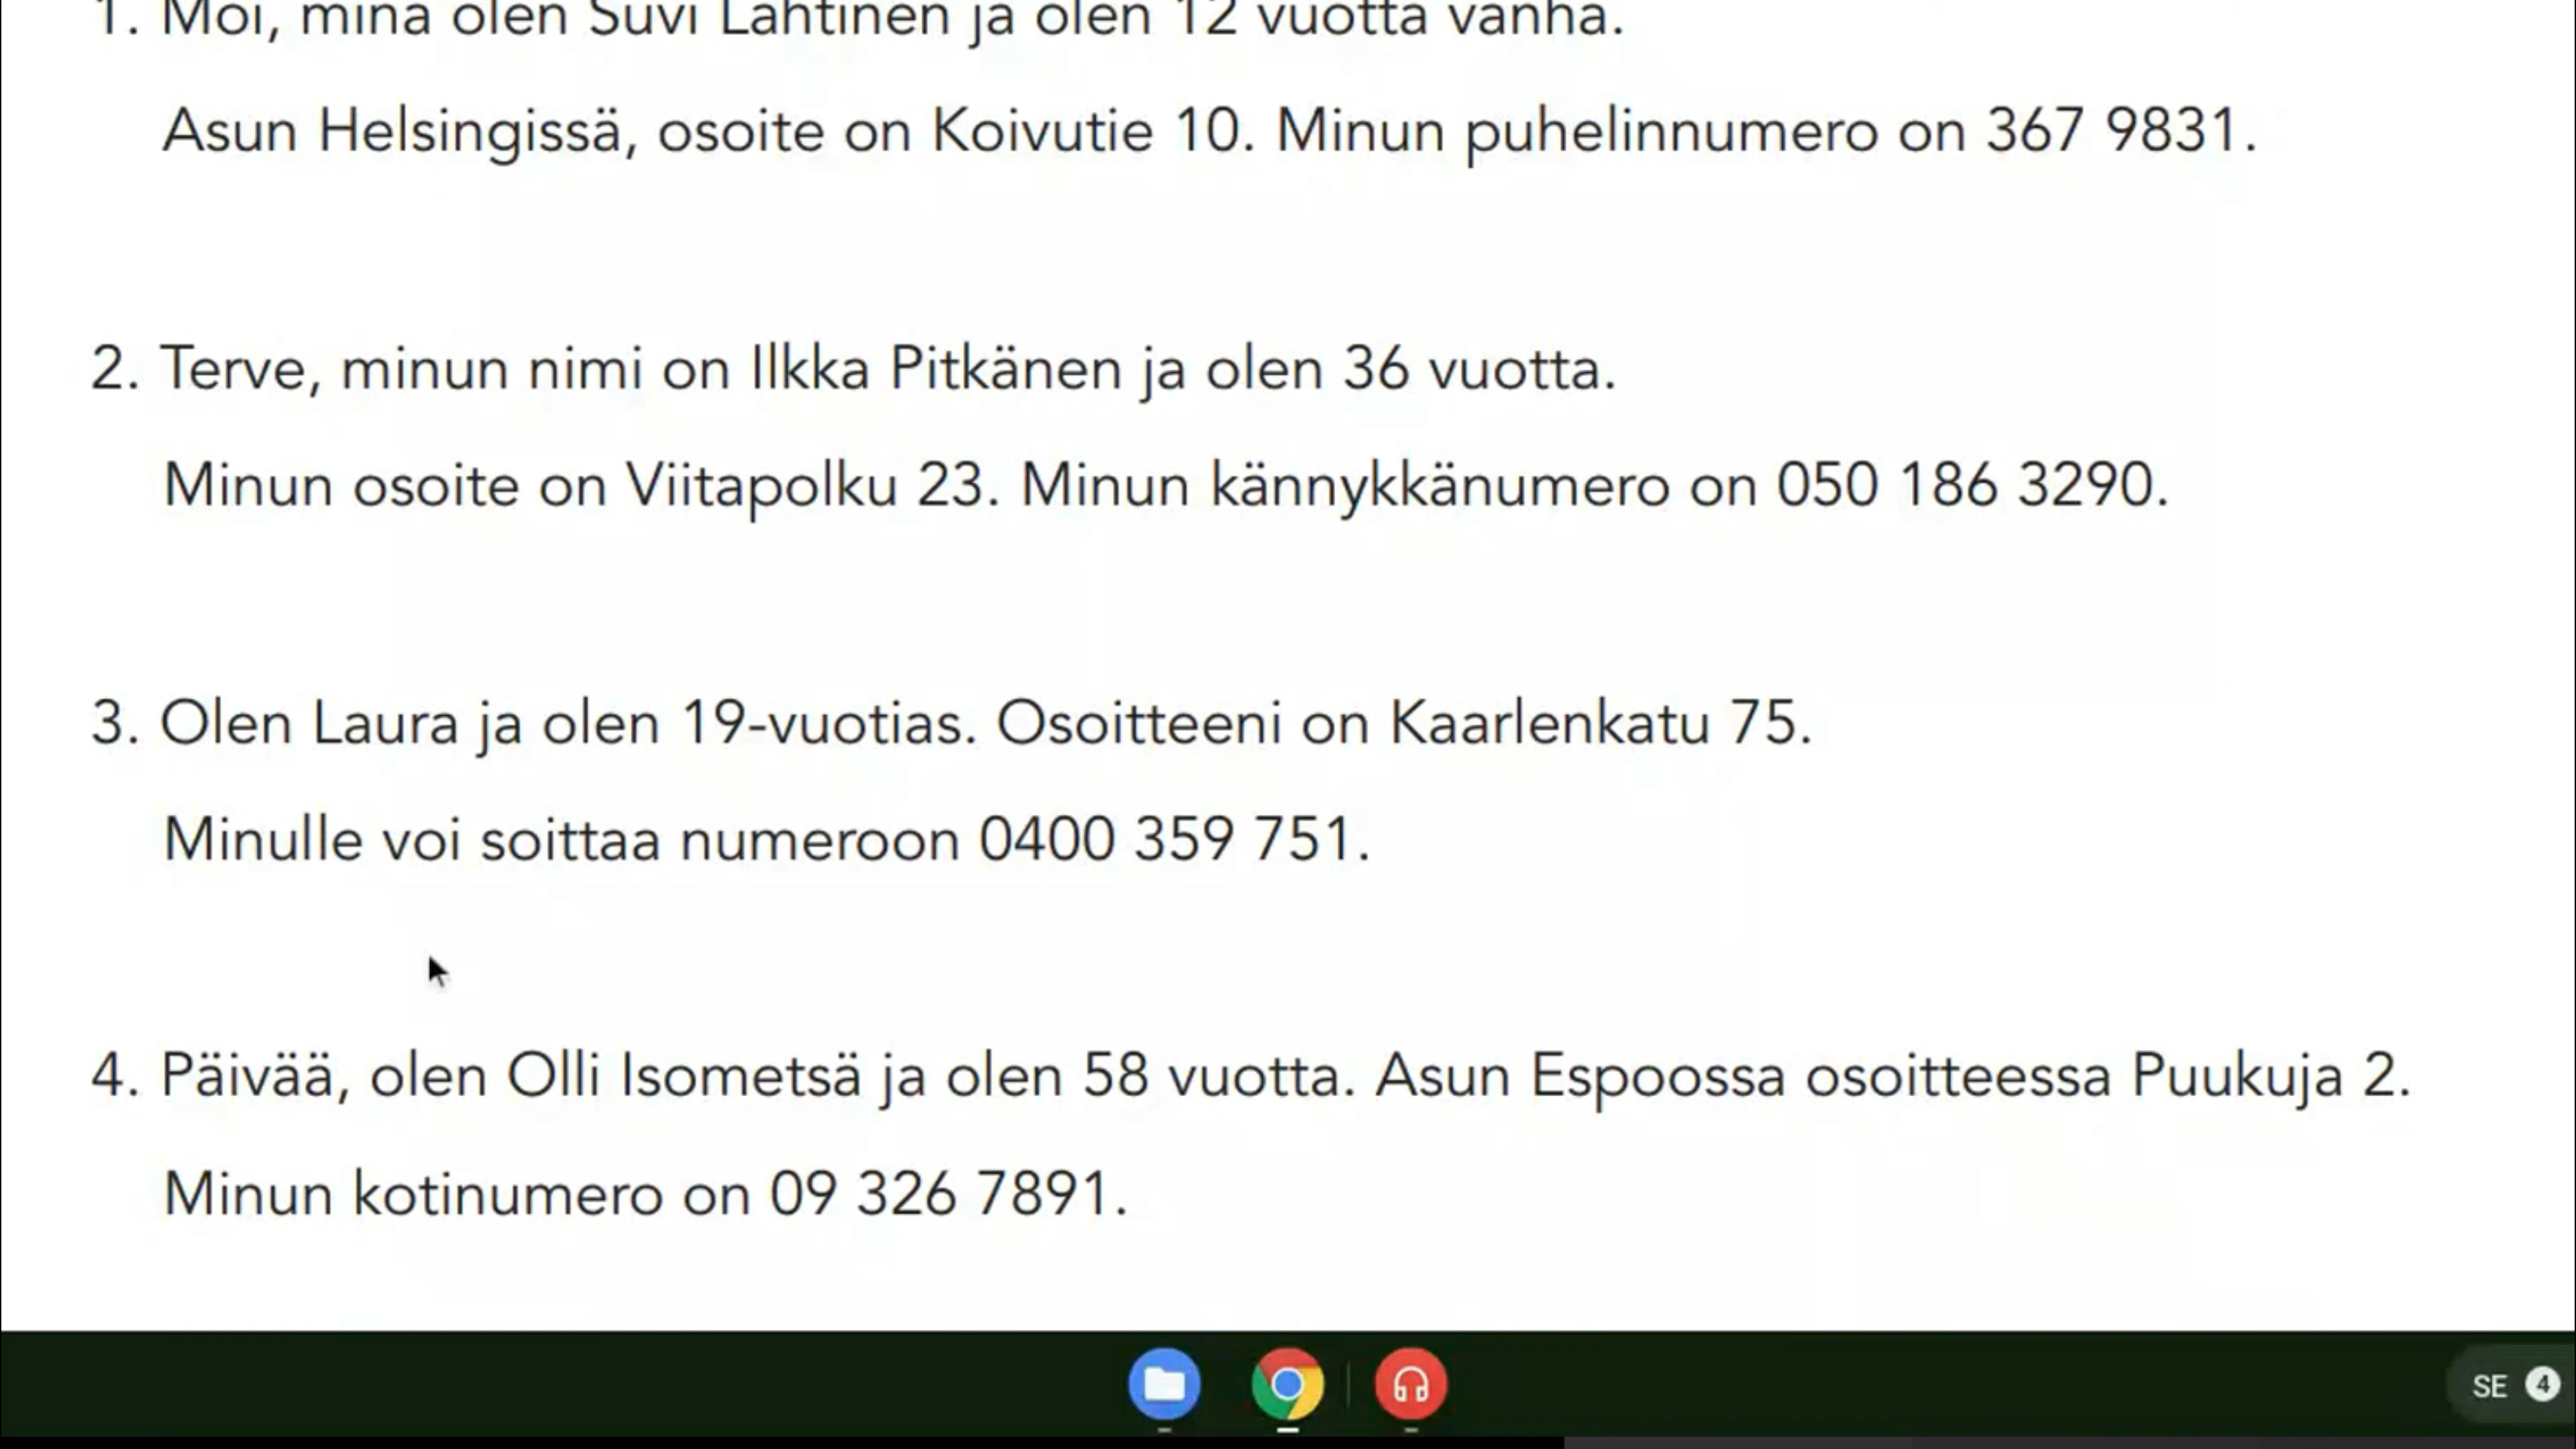 1. Moi, minä olen Suvi Lahtinen ja olen 12 vuotta vanha.
Asun Helsingissä, osoite on Koivutie 10. Minun puhelinnumero on 367 9831.
2. Terve, minun nimi on Ilkka Pitkänen ja olen 36 vuotta.
Minun osoite on Viitapolku 23. Minun kännykkänumero on 050 186 3290.
3. Olen Laura ja olen 19-vuotias. Osoitteeni on Kaarlenkatu 75.
Minulle voi soittaa numeroon 0400 359 751.
4. Päivää, olen Olli Isometsä ja olen 58 vuotta. Asun Espoossa osoitteessa Puukuja 2.
Minun kotinumero on 09 326 7891.
SE 4